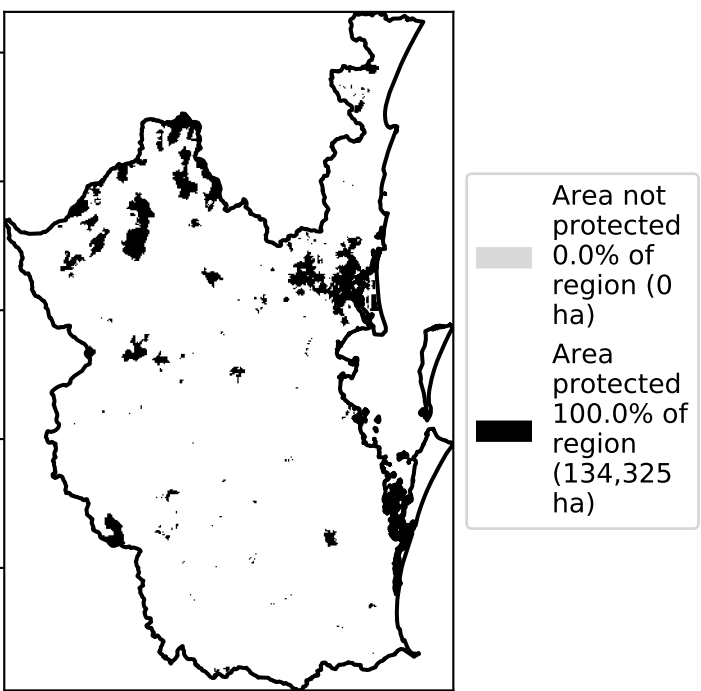 Area not
protected
0.0% of
region (0
ha)
Area
protected
100.0% of
region
(134,325
ha)